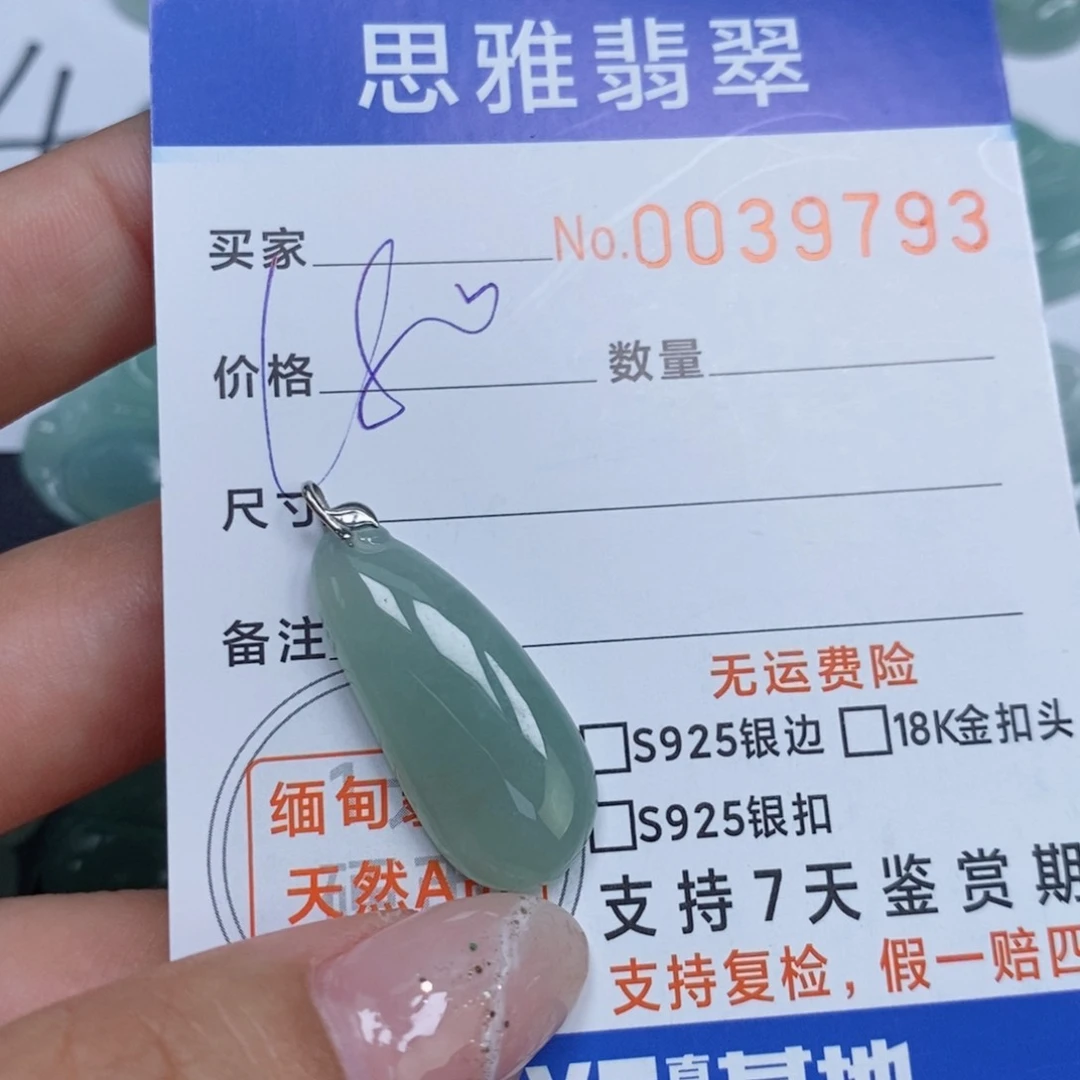 思雅翡翠
买家 No.0039793
价格 数量
尺寸
备注
无运费险
S925银边 18K金扣头
缅甸
S925银扣
天然A
支持7天鉴赏期
支持复检，假一赔四
基地